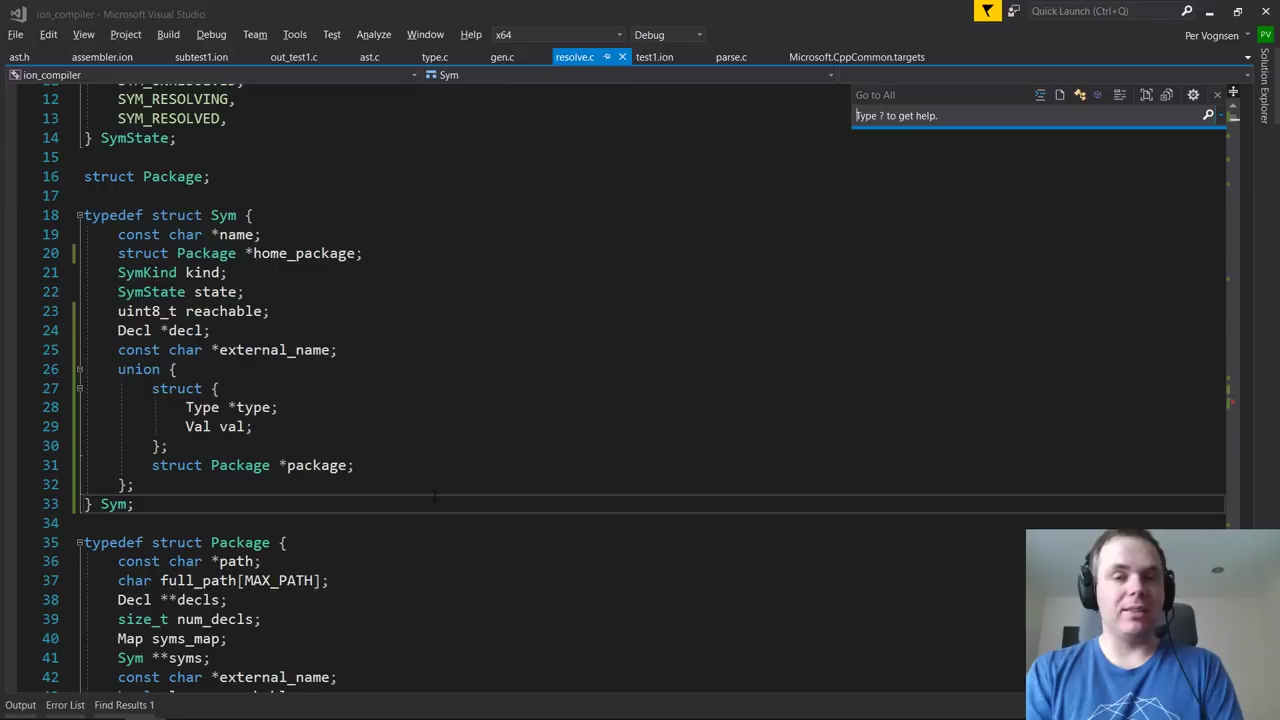 ion_compiler - Microsoft Visual Studio
Quick Launch (Ctrl+Q)
File Edit View Project Build Debug Team Tools Test Analyze Window Help x64 Debug
Per Vognsen PV
ast.h assembler.ion subtest1.ion out_test1.c ast.c type.c gen.c resolve.c test1.ion parse.c Microsoft.CppCommon.targets
ion_compiler Sym
Solution Explorer
Go to All
Type ? to get help.
12 SYM_RESOLVING,
13 SYM_RESOLVED,
14 } SymState;
15
16 struct Package;
17
18 typedef struct Sym {
19 const char *name;
20 struct Package *home_package;
21 SymKind kind;
22 SymState state;
23 uint8_t reachable;
24 Decl *decl;
25 const char *external_name;
26 union {
27 struct {
28 Type *type;
29 Val val;
30 };
31 struct Package *package;
32 };
33 } Sym;
34
35 typedef struct Package {
36 const char *path;
37 char full_path[MAX_PATH];
38 Decl **decls;
39 size_t num_decls;
40 Map syms_map;
41 Sym **syms;
42 const char *external_name;
Output Error List Find Results 1